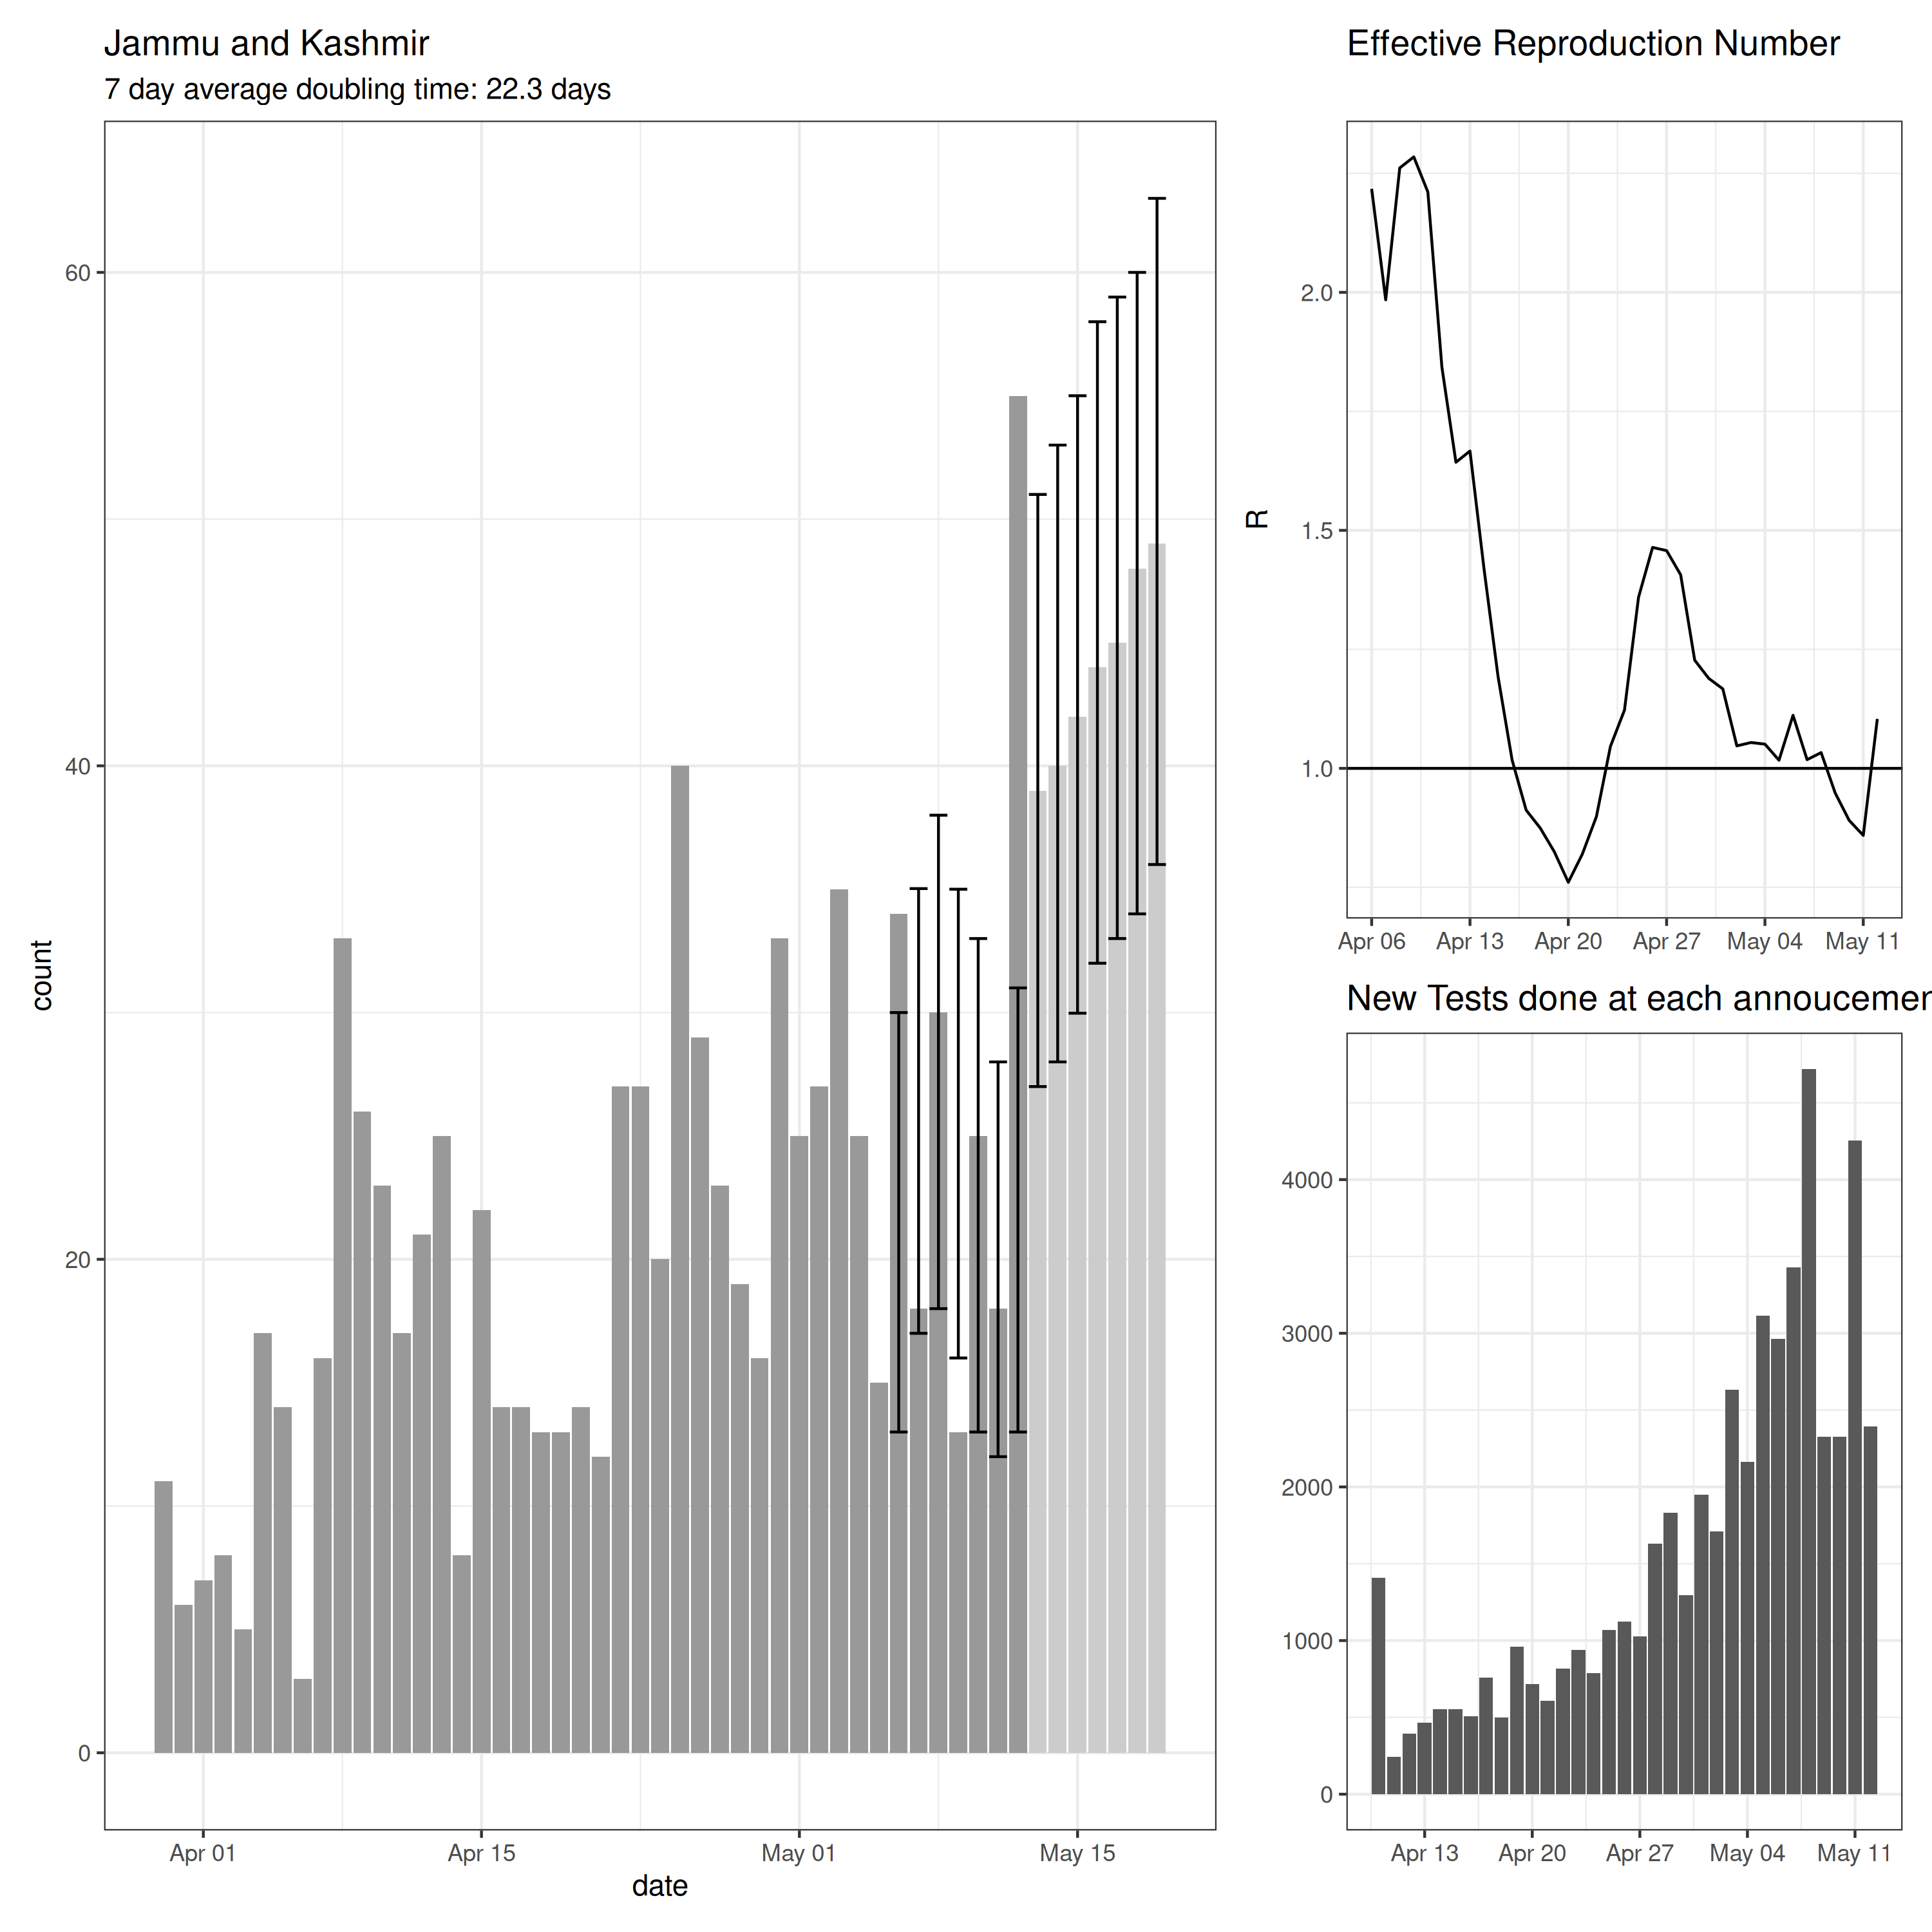 Jammu and Kashmir
7 day average doubling time: 22.3 days
60
40
20
0
count
Apr 01
Apr 15
May 01
May 15
date
Effective Reproduction Number
2.0
1.5
1.0
R
Apr 06
Apr 13
Apr 20
Apr 27
May 04
May 11
New Tests done at each annoucemen
4000
3000
2000
1000
0
Apr 13
Apr 20
Apr 27
May 04
May 11